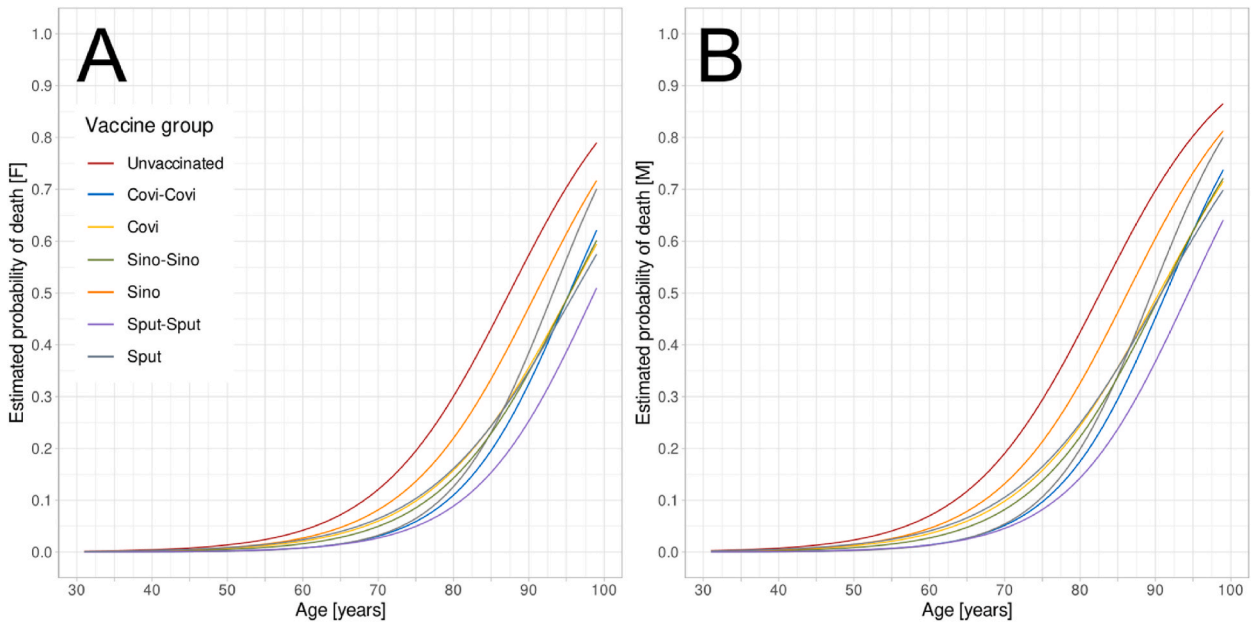 A
Estimated probability of death [F]
1.0
0.9
0.8
0.7
0.6
0.5
0.4
0.3
0.2
0.1
0.0
Vaccine group
Unvaccinated
Covi-Covi
Covi
Sino-Sino
Sino
Sput-Sput
Sput
30 40 50 60 70 80 90 100
Age [years]
B
Estimated probability of death [M]
1.0
0.9
0.8
0.7
0.6
0.5
0.4
0.3
0.2
0.1
0.0
30 40 50 60 70 80 90 100
Age [years]